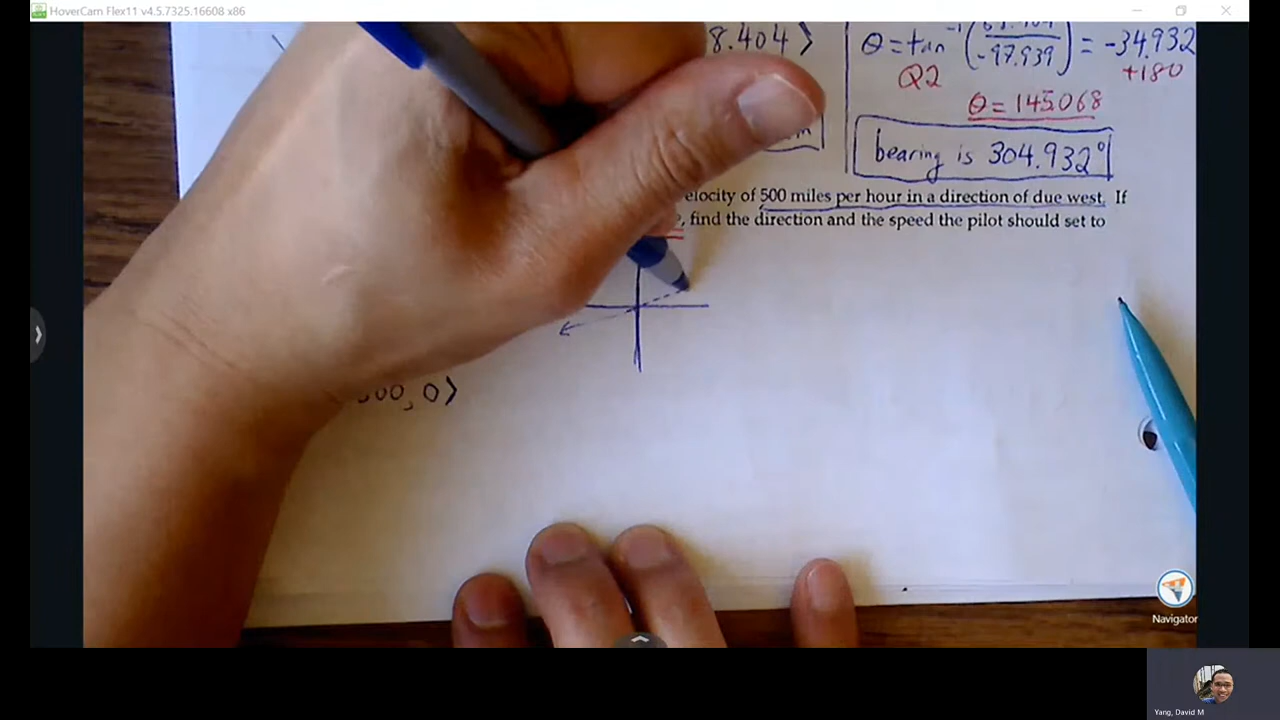 HoverCam Flex11 v4.5.7325.16608 x86
8.404 ⟩
θ = tan⁻¹ ( / -97.939 ) = -34.932
Q2
+180
θ = 145.068
bearing is 304.932°
elocity of 500 miles per hour in a direction of due west. If
, find the direction and the speed the pilot should set to
00, 0 ⟩
Navigator
Yang, David M